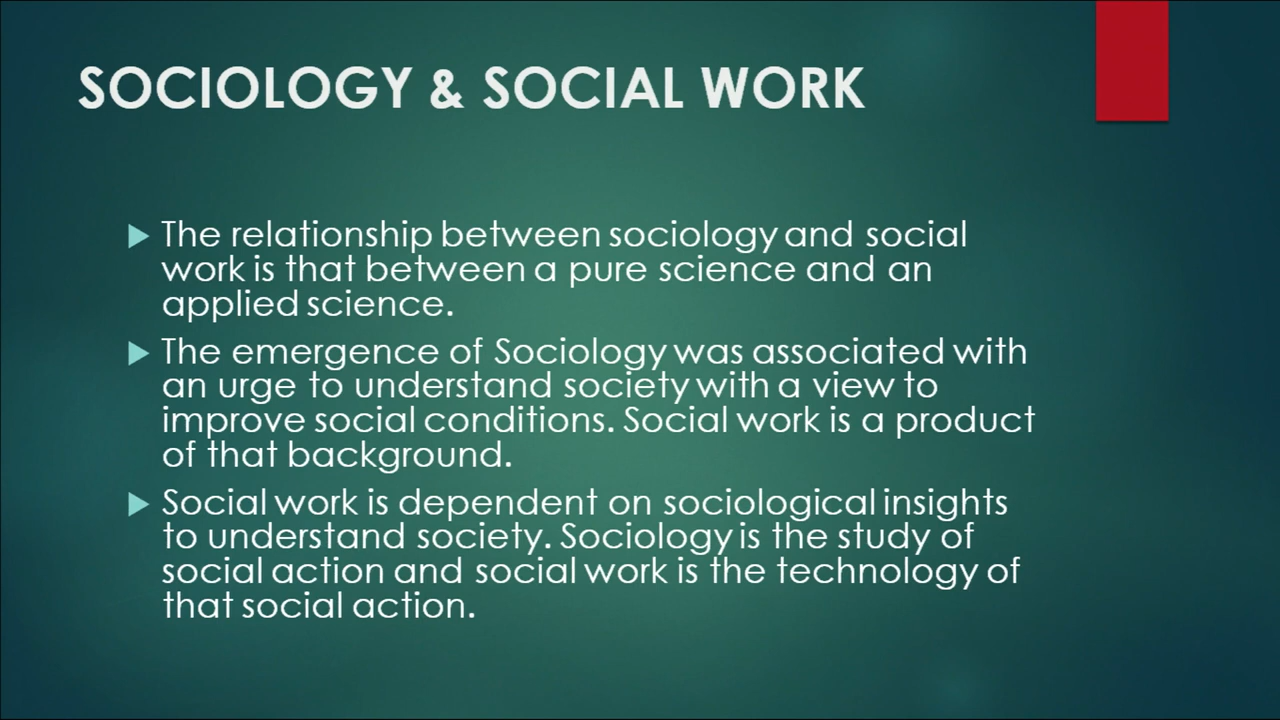 SOCIOLOGY & SOCIAL WORK
The relationship between sociology and social
work is that between a pure science and an
applied science.
The emergence of Sociology was associated with
an urge to understand society with a view to
improve social conditions. Social work is a product
of that background.
Social work is dependent on sociological insights
to understand society. Sociology is the study of
social action and social work is the technology of
that social action.